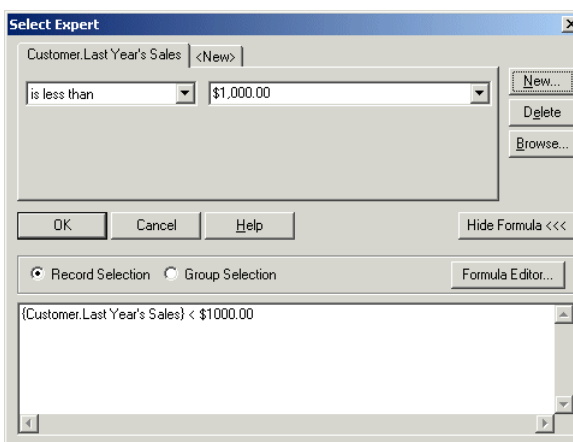 Select Expert
Customer.Last Year's Sales <New>
is less than $1,000.00
New...
Delete
Browse...
OK Cancel Help Hide Formula <<<
Record Selection Group Selection Formula Editor...
{Customer.Last Year's Sales} < $1000.00